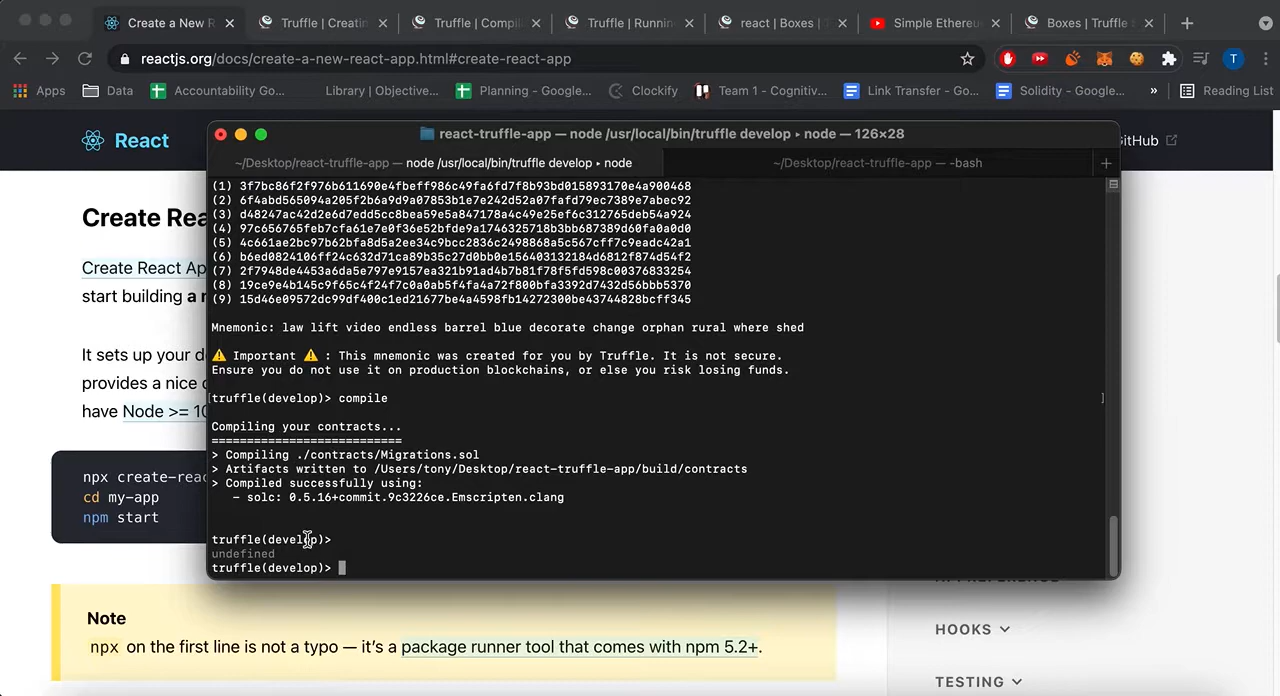 Create a New R
Truffle | Creatin
Truffle | Compil
Truffle | Runnin
react | Boxes | T
Simple Ethereu
Boxes | Truffle S
reactjs.org/docs/create-a-new-react-app.html#create-react-app
T
Apps
Data
Accountability Go...
Library | Objective...
Planning - Google...
Clockify
Team 1 - Cognitiv...
Link Transfer - Go...
Solidity - Google...
»
Reading List
React
itHub
react-truffle-app — node /usr/local/bin/truffle develop ▸ node — 126×28
~/Desktop/react-truffle-app — node /usr/local/bin/truffle develop ▸ node
~/Desktop/react-truffle-app — -bash
(1) 3f7bc86f2f976b611690e4fbeff986c49fa6fd7f8b93bd015893170e4a900468
(2) 6f4abd565094a205f2b6a9d9a07853b1e7e242d52a07fafd79ec7389e7abec92
(3) d48247ac42d2e6d7edd5cc8bea59e5a847178a4c49e25ef6c312765deb54a924
(4) 97c656765feb7cfa61e7e0f36e52bfde9a1746325718b3bb687389d60fa0a0d0
(5) 4c661ae2bc97b62bfa8d5a2ee34c9bcc2836c2498868a5c567cff7c9eadc42a1
(6) b6ed0824106ff24c632d71ca89b35c27d0bb0e156403132184d6812f874d54f2
(7) 2f7948de4453a6da5e797e9157ea321b91ad4b7b81f78f5fd598c00376833254
(8) 19ce9e4b145c9f65c4f24f7c0a0ab5f4fa4a72f800bfa3392d7432d56bbb5370
(9) 15d46e09572dc99df400c1ed21677be4a4598fb14272300be43744828bcff345
Mnemonic: law lift video endless barrel blue decorate change orphan rural where shed
⚠️ Important ⚠️ : This mnemonic was created for you by Truffle. It is not secure.
Ensure you do not use it on production blockchains, or else you risk losing funds.
[truffle(develop)> compile ]
Compiling your contracts...
===========================
> Compiling ./contracts/Migrations.sol
> Artifacts written to /Users/tony/Desktop/react-truffle-app/build/contracts
> Compiled successfully using:
- solc: 0.5.16+commit.9c3226ce.Emscripten.clang
truffle(develop)>
undefined
truffle(develop)>
Create Rea
Create React Ap
start building a n
It sets up your de
provides a nice d
have Node >= 10
npx create-reac
cd my-app
npm start
Note
npx on the first line is not a typo — it's a package runner tool that comes with npm 5.2+.
API REFERENCE
HOOKS
TESTING